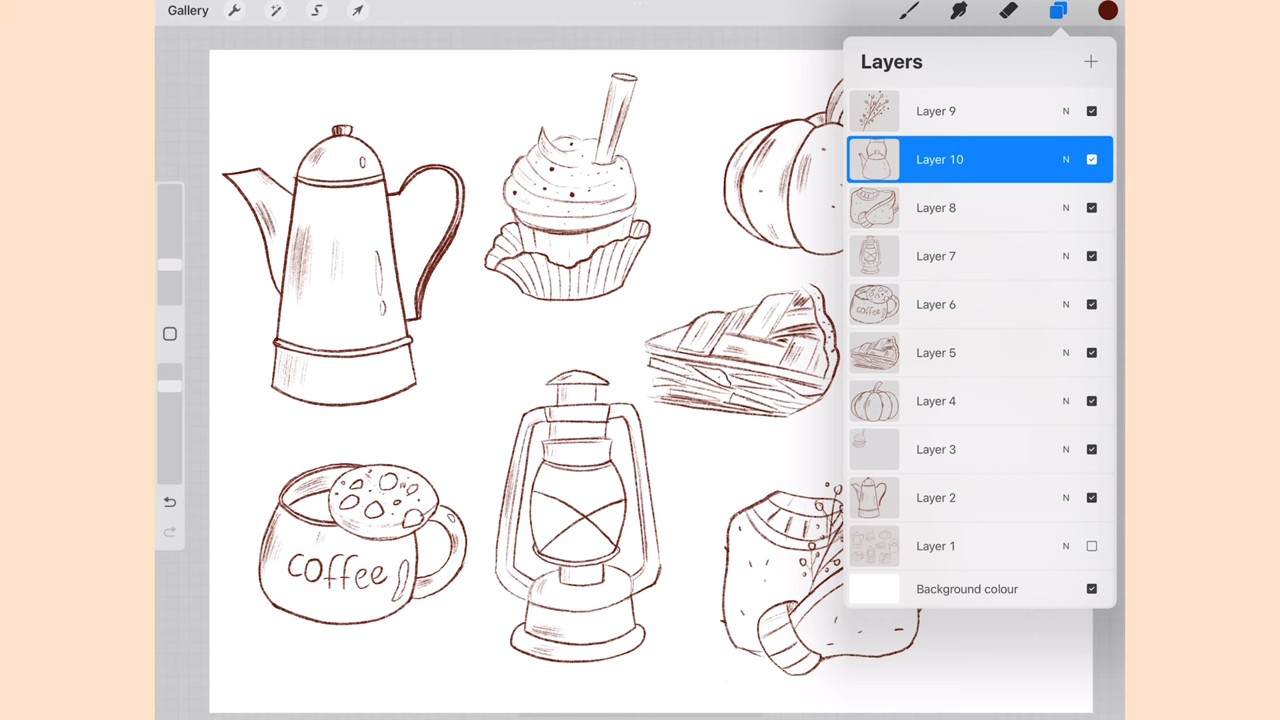 Gallery
Layers
Layer 9 N
Layer 10 N
Layer 8 N
Layer 7 N
Layer 6 N
Layer 5 N
Layer 4 N
Layer 3 N
Layer 2 N
Layer 1 N
Background colour
coffee